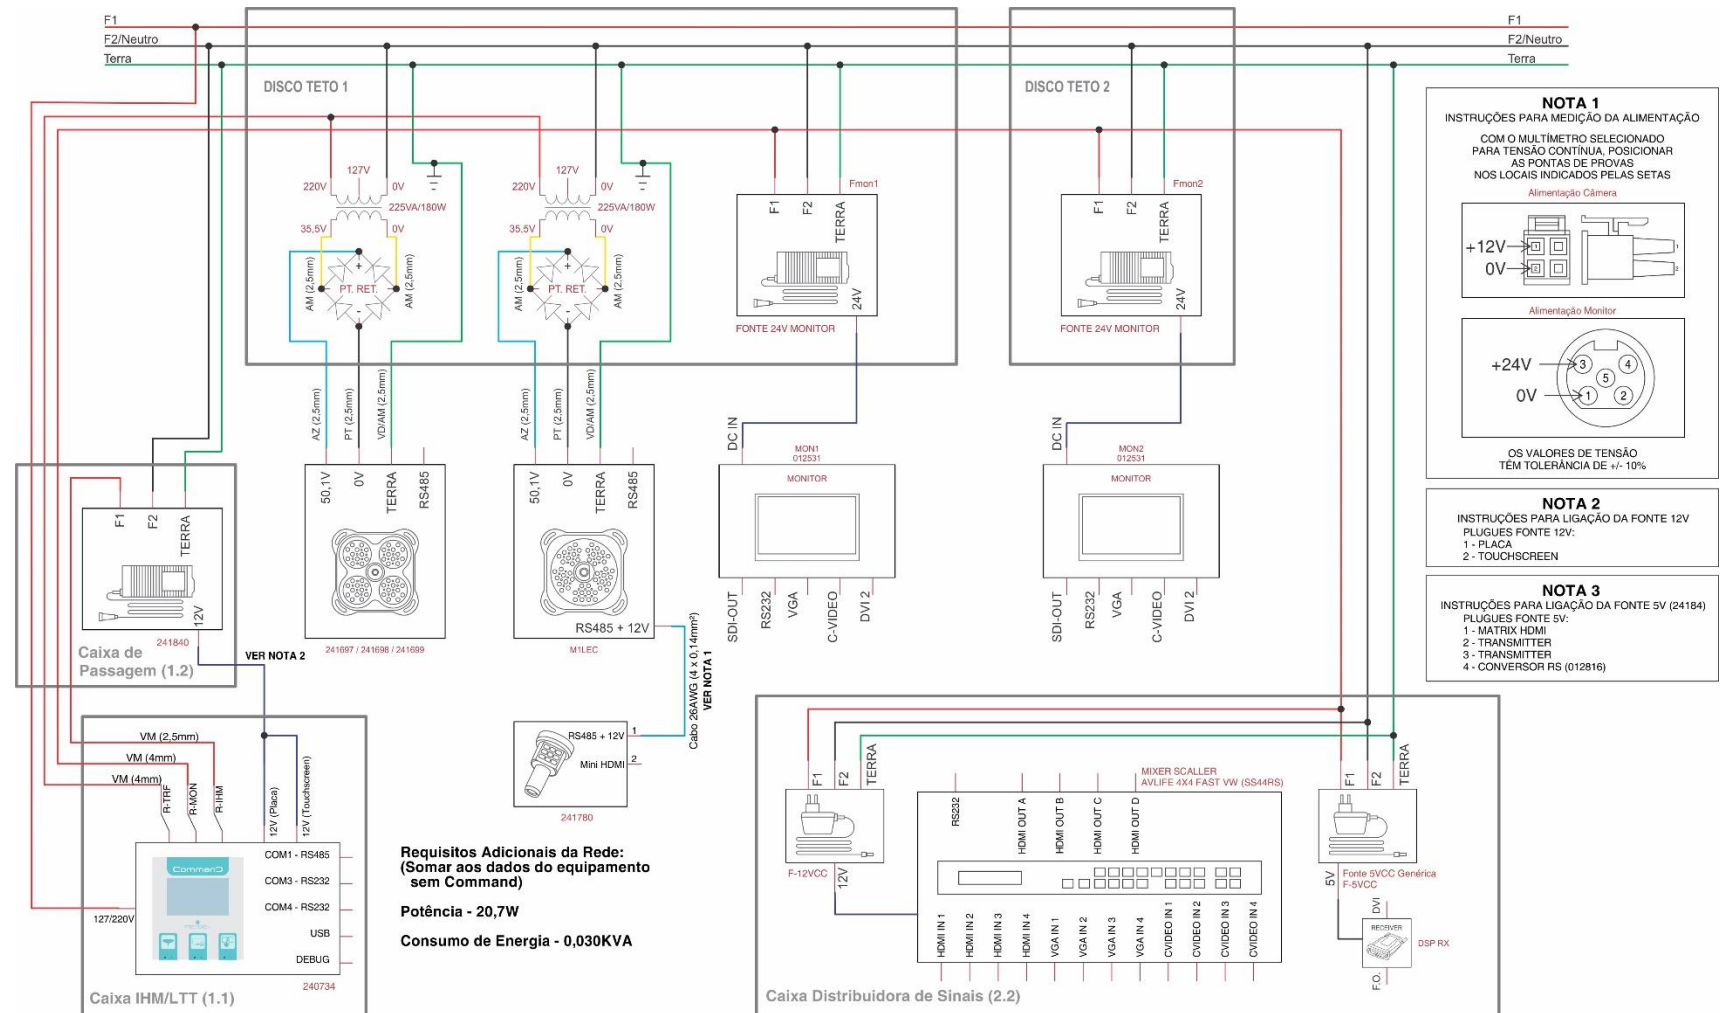 F1
F1
F2/Neutro
F2/Neutro
Terra
Terra
DISCO TETO 1
DISCO TETO 2
127V
220V
0V
225VA/180W
35,5V
0V
AM (2,5mm)
PT. RET.
AM (2,5mm)
+
-
127V
220V
0V
225VA/180W
35,5V
0V
AM (2,5mm)
PT. RET.
AM (2,5mm)
+
-
Fmon1
F1
F2
TERRA
24V
FONTE 24V MONITOR
Fmon2
F1
F2
TERRA
24V
FONTE 24V MONITOR
NOTA 1
INSTRUÇÕES PARA MEDIÇÃO DA ALIMENTAÇÃO
COM O MULTÍMETRO SELECIONADO
PARA TENSÃO CONTÍNUA, POSICIONAR
AS PONTAS DE PROVAS
NOS LOCAIS INDICADOS PELAS SETAS
Alimentação Câmera
+12V
0V
1
2
1
2
Alimentação Monitor
+24V
0V
3
4
5
1
2
OS VALORES DE TENSÃO
TÊM TOLERÂNCIA DE +/- 10%
NOTA 2
INSTRUÇÕES PARA LIGAÇÃO DA FONTE 12V
PLUGUES FONTE 12V:
1 - PLACA
2 - TOUCHSCREEN
NOTA 3
INSTRUÇÕES PARA LIGAÇÃO DA FONTE 5V (24184)
PLUGUES FONTE 5V:
1 - MATRIX HDMI
2 - TRANSMITTER
3 - TRANSMITTER
4 - CONVERSOR RS (012816)
AZ (2,5mm)
PT (2,5mm)
VD/AM (2,5mm)
AZ (2,5mm)
PT (2,5mm)
VD/AM (2,5mm)
50,1V
0V
TERRA
RS485
241697 / 241698 / 241699
50,1V
0V
TERRA
RS485
RS485 + 12V
M1LEC
DC IN
MON1
012531
MONITOR
SDI-OUT
RS232
VGA
C-VIDEO
DVI 2
DC IN
MON2
012531
MONITOR
SDI-OUT
RS232
VGA
C-VIDEO
DVI 2
F1
F2
TERRA
12V
241840
Caixa de
Passagem (1.2)
VER NOTA 2
Cabo 26AWG (4 x 0,14mm²)
VER NOTA 1
RS485 + 12V
1
Mini HDMI
2
241780
VM (2,5mm)
VM (4mm)
VM (4mm)
R-TRF
R-MON
R-IHM
12V (Placa)
12V (Touchscreen)
CommanD
127/220V
COM1 - RS485
COM3 - RS232
COM4 - RS232
USB
DEBUG
240734
Caixa IHM/LTT (1.1)
Requisitos Adicionais da Rede:
(Somar aos dados do equipamento
sem Command)
Potência - 20,7W
Consumo de Energia - 0,030KVA
F1
F2
TERRA
F-12VCC
12V
MIXER SCALLER
AVLIFE 4X4 FAST VW (SS44RS)
RS232
HDMI OUT A
HDMI OUT B
HDMI OUT C
HDMI OUT D
HDMI IN 1
HDMI IN 2
HDMI IN 3
HDMI IN 4
VGA IN 1
VGA IN 2
VGA IN 3
VGA IN 4
CVIDEO IN 1
CVIDEO IN 2
CVIDEO IN 3
CVIDEO IN 4
F1
F2
TERRA
5V
Fonte 5VCC Genérica
F-5VCC
DVI
RECEIVER
DSP RX
F.O.
Caixa Distribuidora de Sinais (2.2)